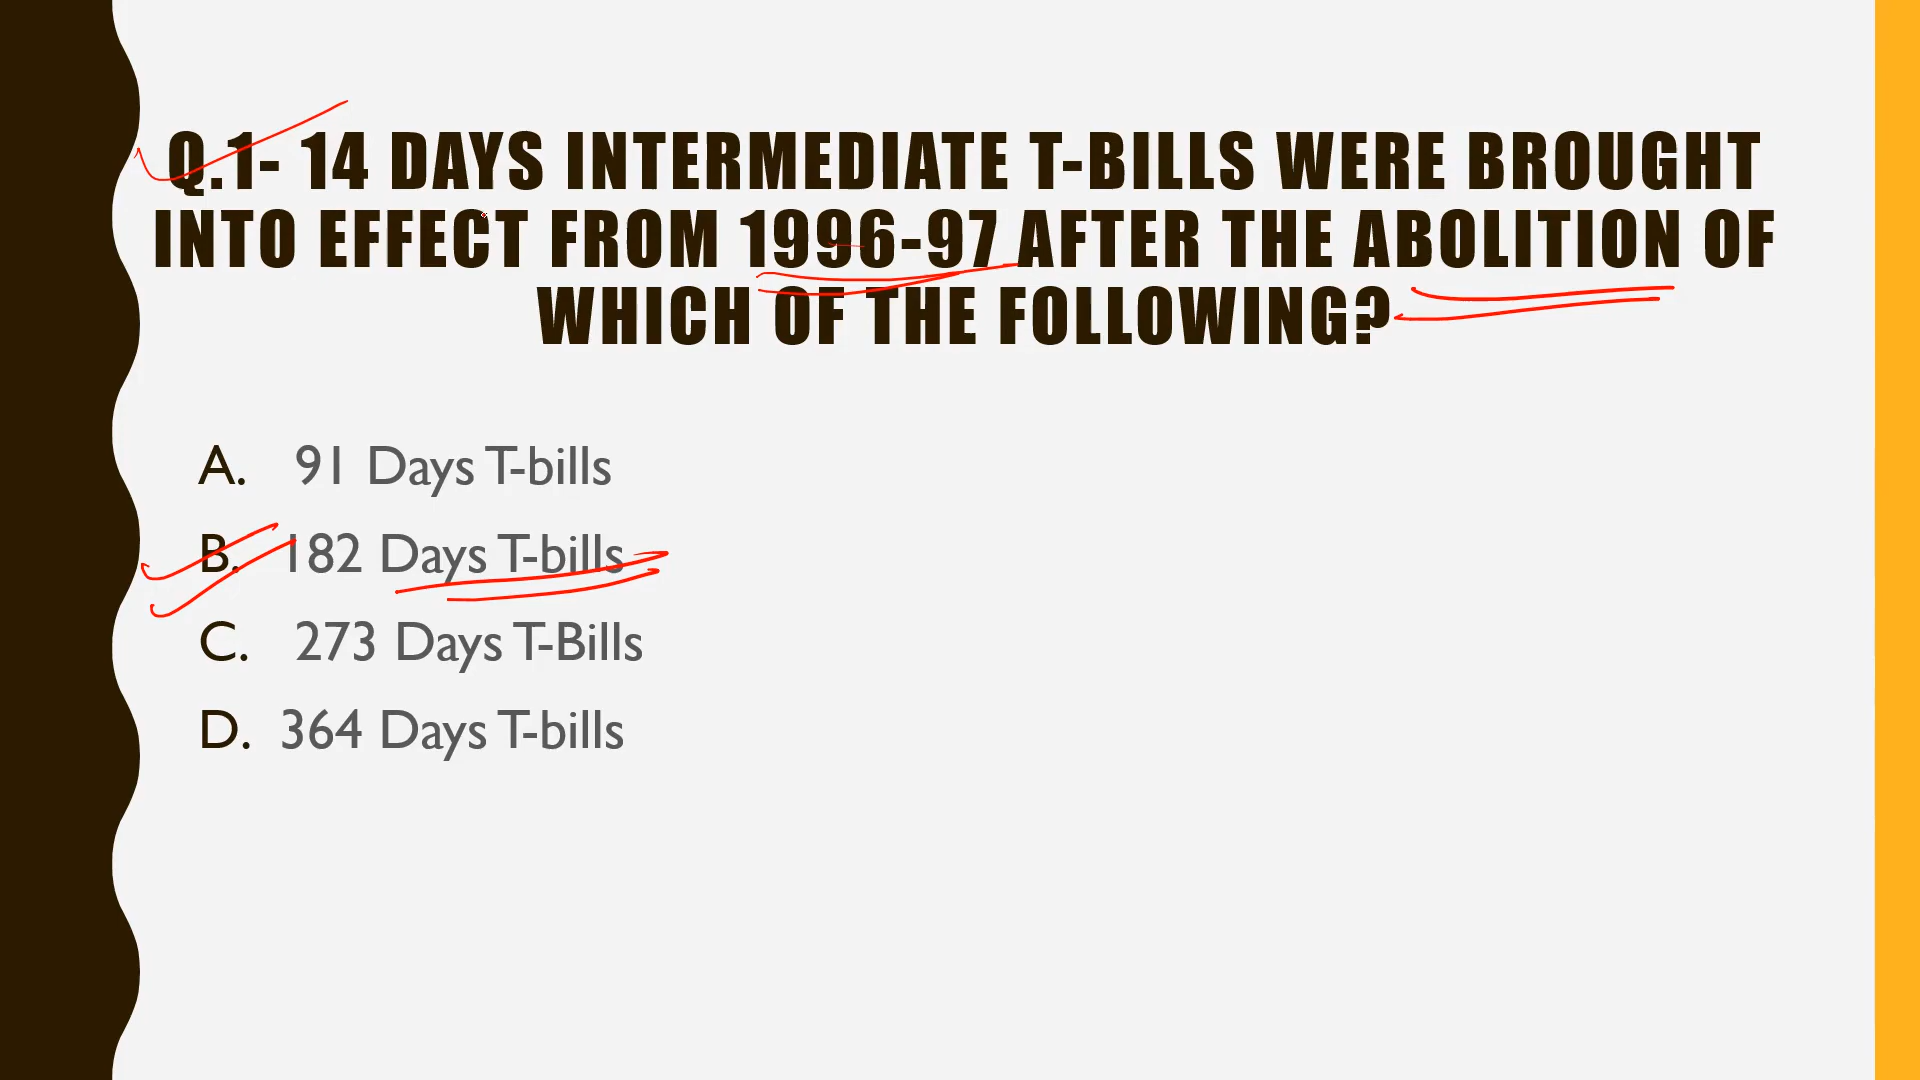 Q.1- 14 DAYS INTERMEDIATE T-BILLS WERE BROUGHT
INTO EFFECT FROM 1996-97 AFTER THE ABOLITION OF
WHICH OF THE FOLLOWING?
A. 91 Days T-bills
B. 182 Days T-bills
C. 273 Days T-Bills
D. 364 Days T-bills